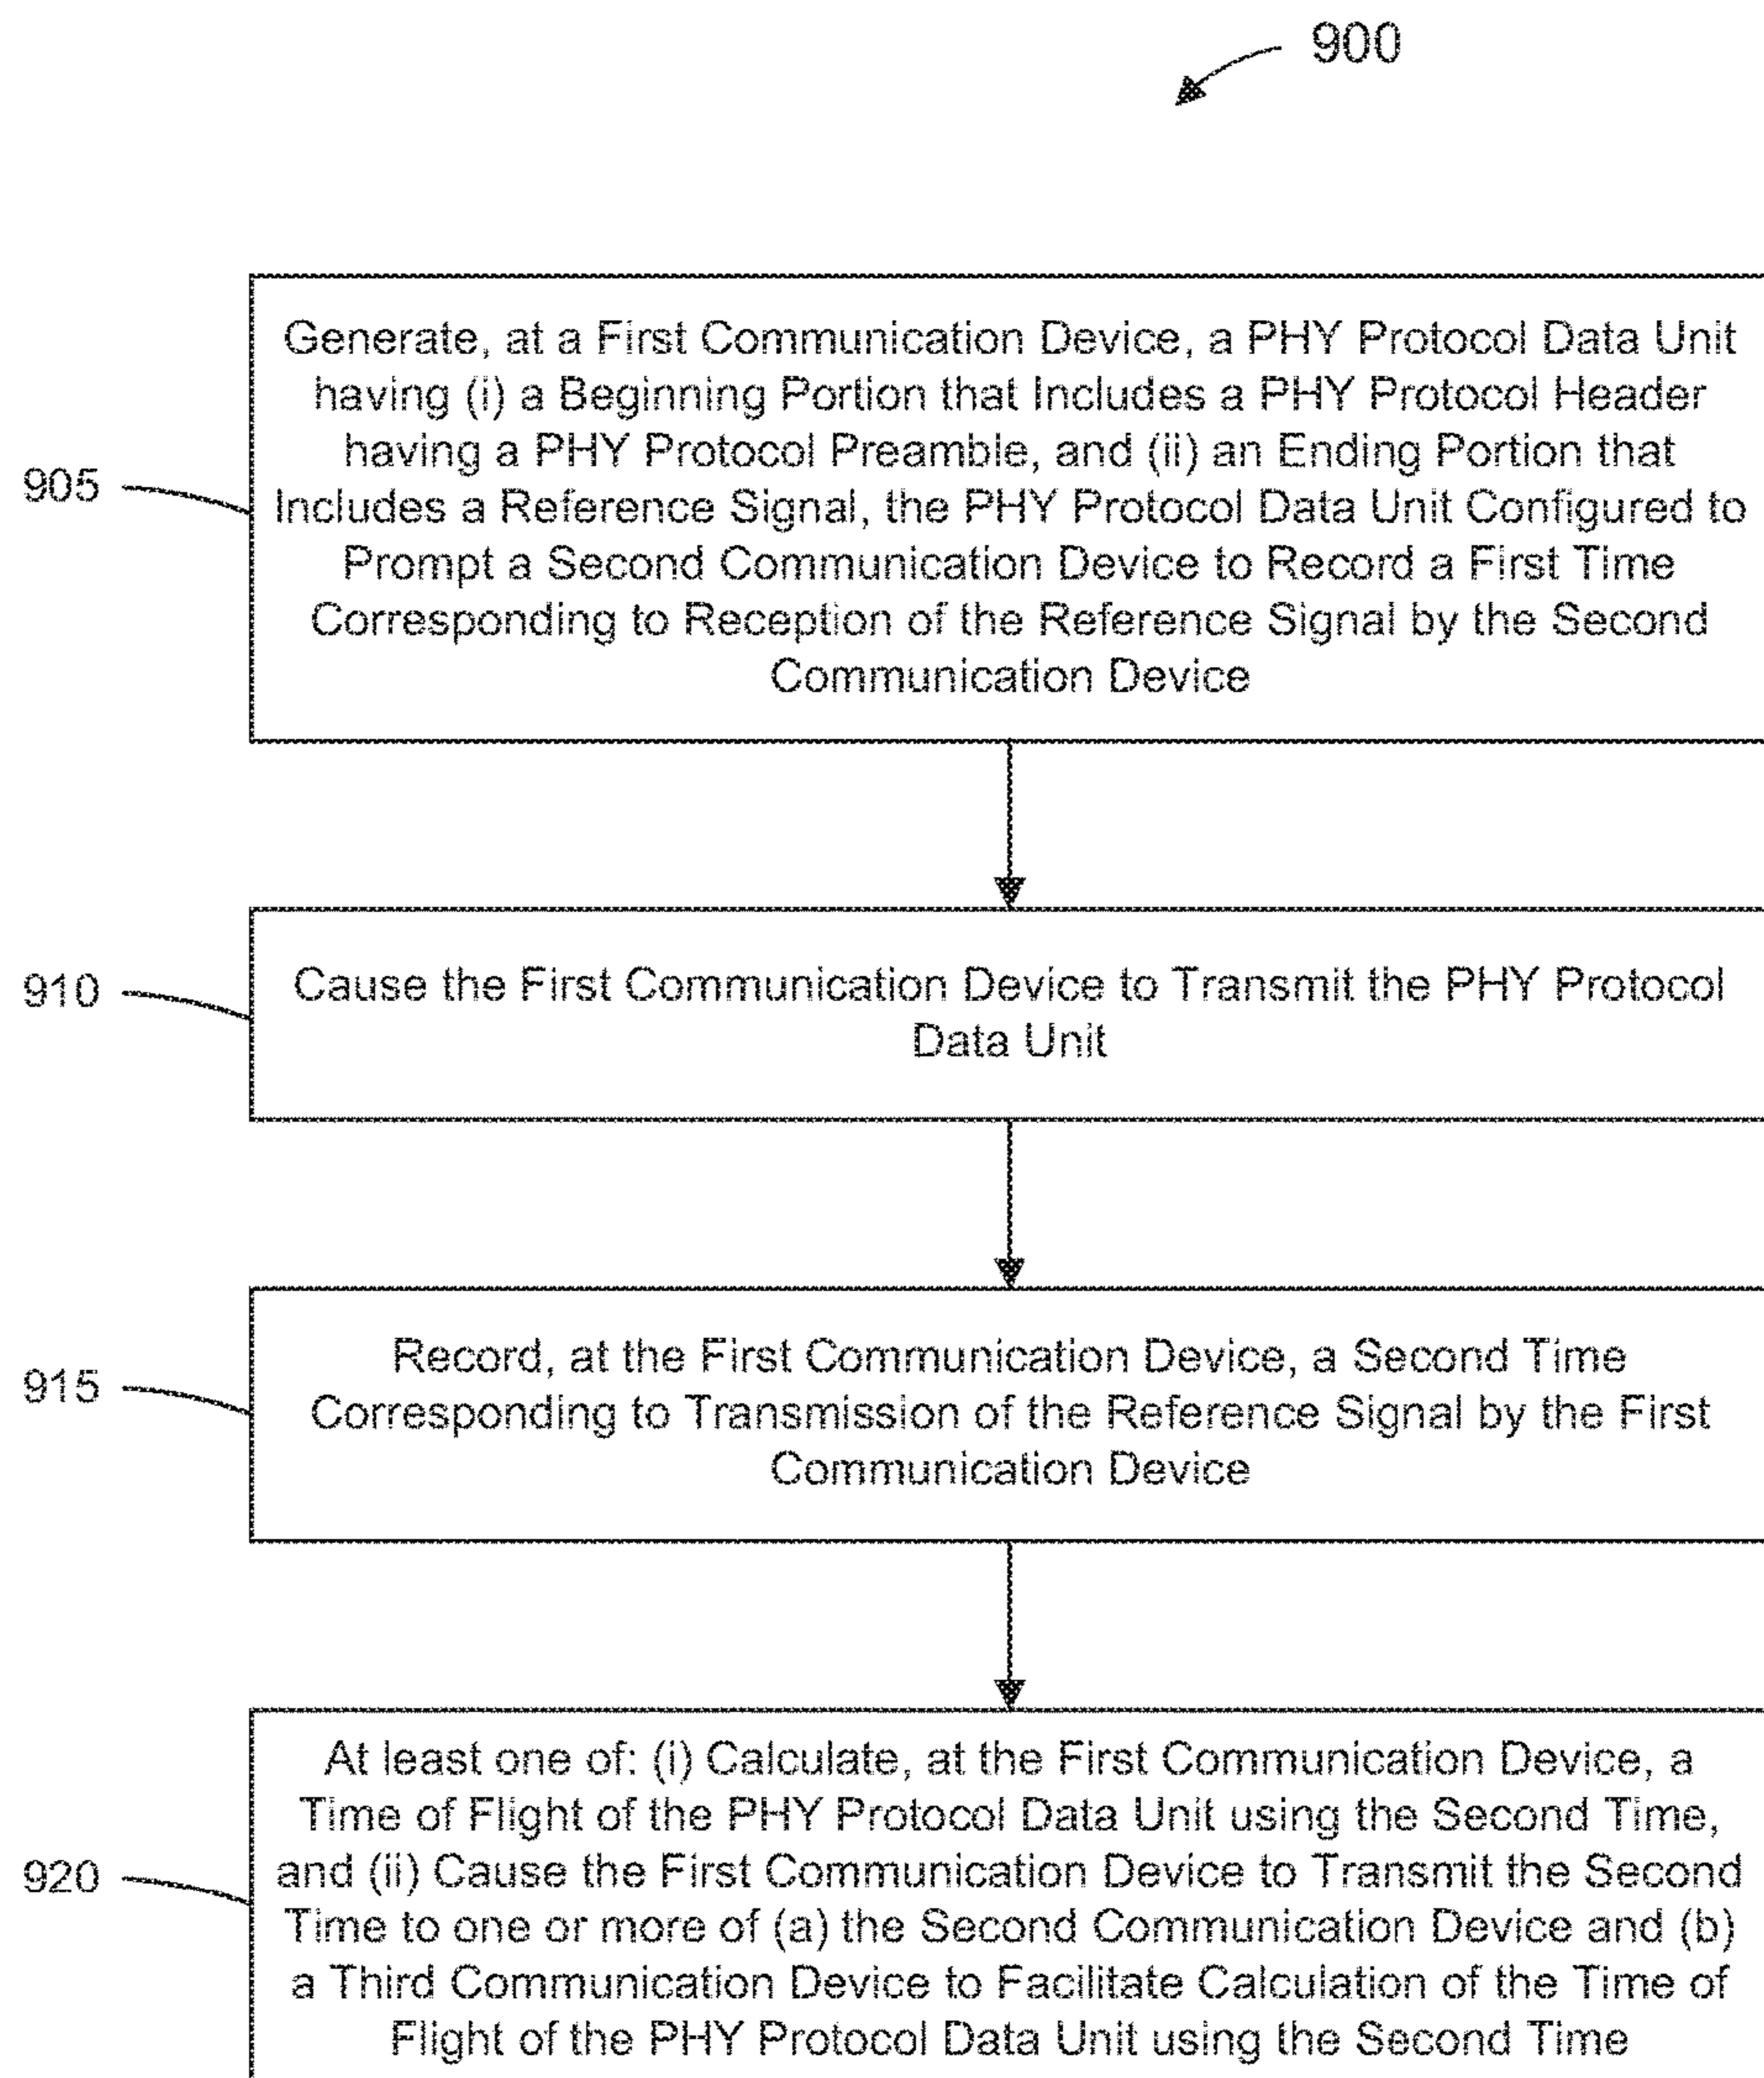 900
Generate, at a First Communication Device, a PHY Protocol Data Unit
having (i) a Beginning Portion that Includes a PHY Protocol Header
having a PHY Protocol Preamble, and (ii) an Ending Portion that
905
Includes a Reference Signal, the PHY Protocol Data Unit Configured to
Prompt a Second Communication Device to Record a First Time
Corresponding to Reception of the Reference Signal by the Second
Communication Device
910
Cause the First Communication Device to Transmit the PHY Protocol
Data Unit
Record, at the First Communication Device, a Second Time
915
Corresponding to Transmission of the Reference Signal by the First
Communication Device
At least one of: (i) Calculate, at the First Communication Device, a
Time of Flight of the PHY Protocol Data Unit using the Second Time,
920
and (ii) Cause the First Communication Device to Transmit the Second
Time to one or more of (a) the Second Communication Device and (b)
a Third Communication Device to Facilitate Calculation of the Time of
Flight of the PHY Protocol Data Unit using the Second Time